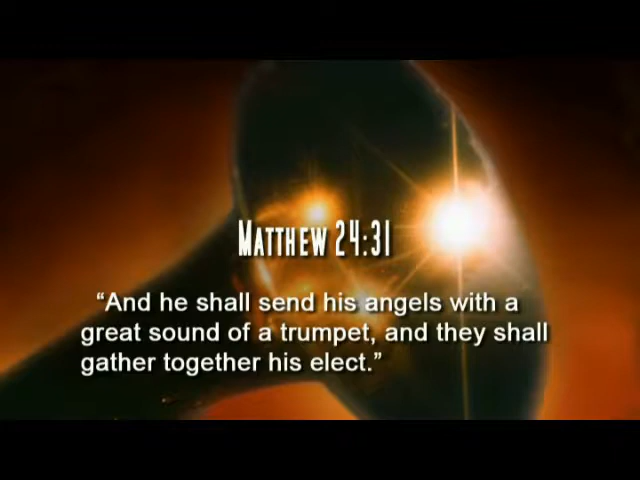 MATTHEW 24:31
“And he shall send his angels with a
great sound of a trumpet, and they shall
gather together his elect.”